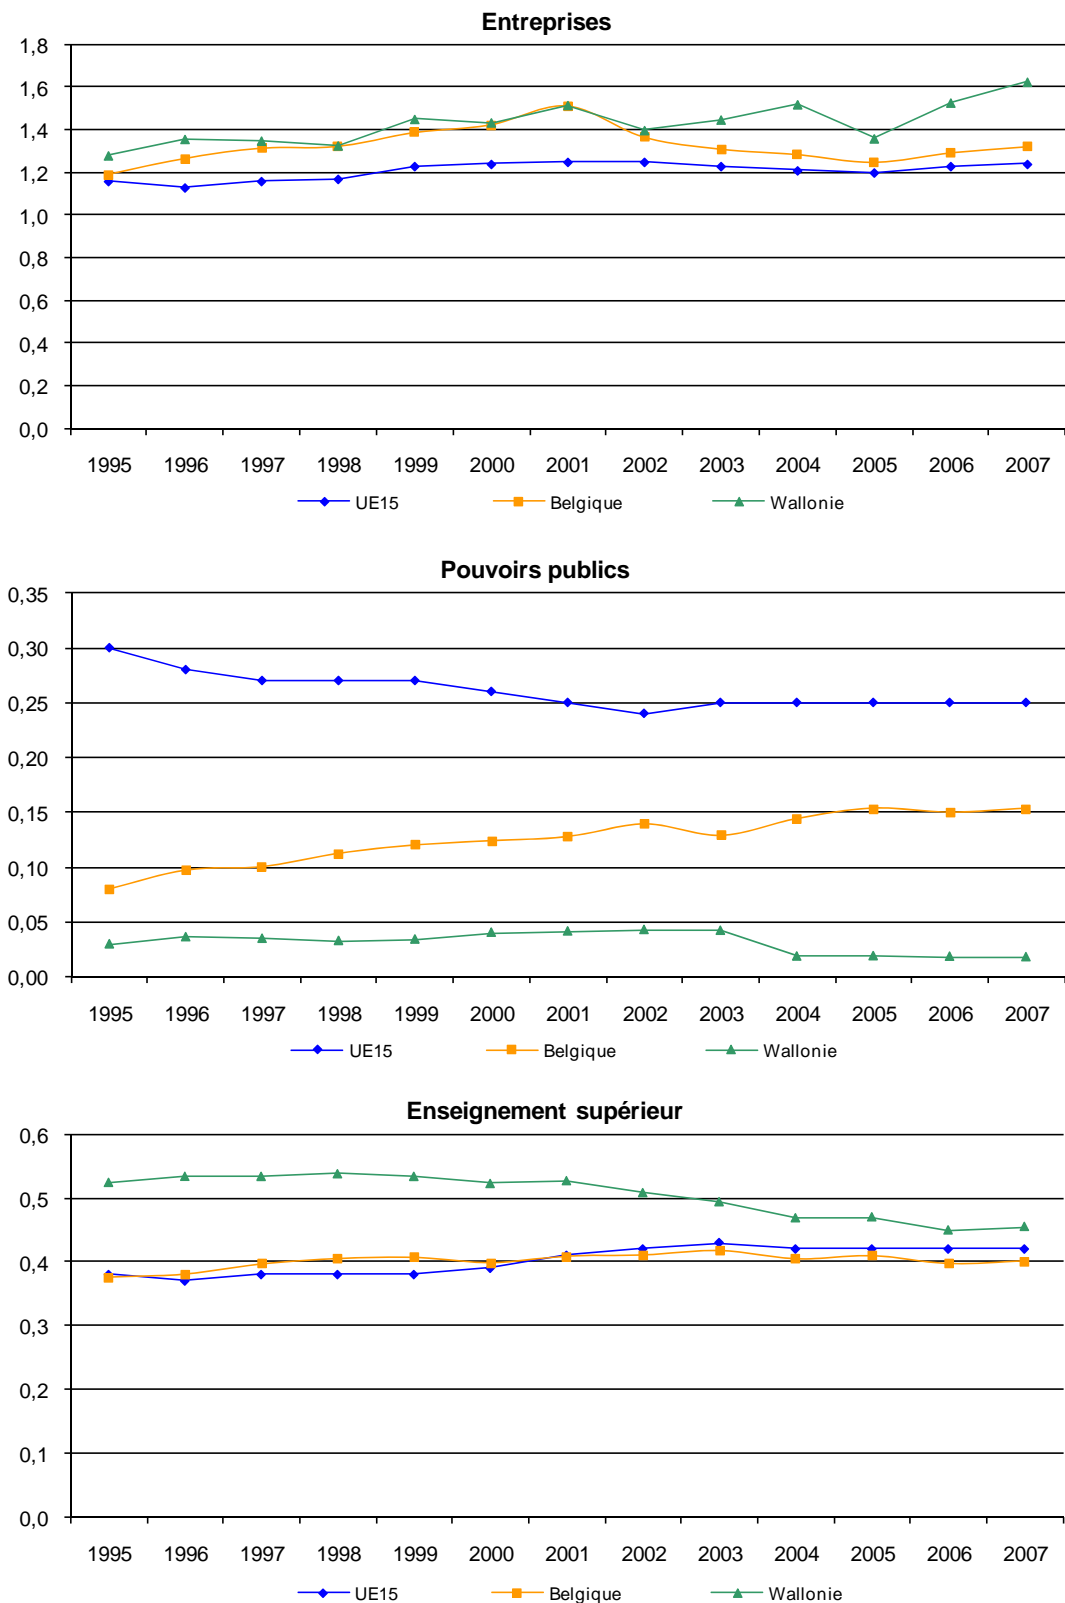 Entreprises
1,8
1,6
1,4
1,2
1,0
0,8
0,6
0,4
0,2
0,0
1995 1996 1997 1998 1999 2000 2001 2002 2003 2004 2005 2006 2007
UE15 Belgique Wallonie
Pouvoirs publics
0,35
0,30
0,25
0,20
0,15
0,10
0,05
0,00
1995 1996 1997 1998 1999 2000 2001 2002 2003 2004 2005 2006 2007
UE15 Belgique Wallonie
Enseignement supérieur
0,6
0,5
0,4
0,3
0,2
0,1
0,0
1995 1996 1997 1998 1999 2000 2001 2002 2003 2004 2005 2006 2007
UE15 Belgique Wallonie